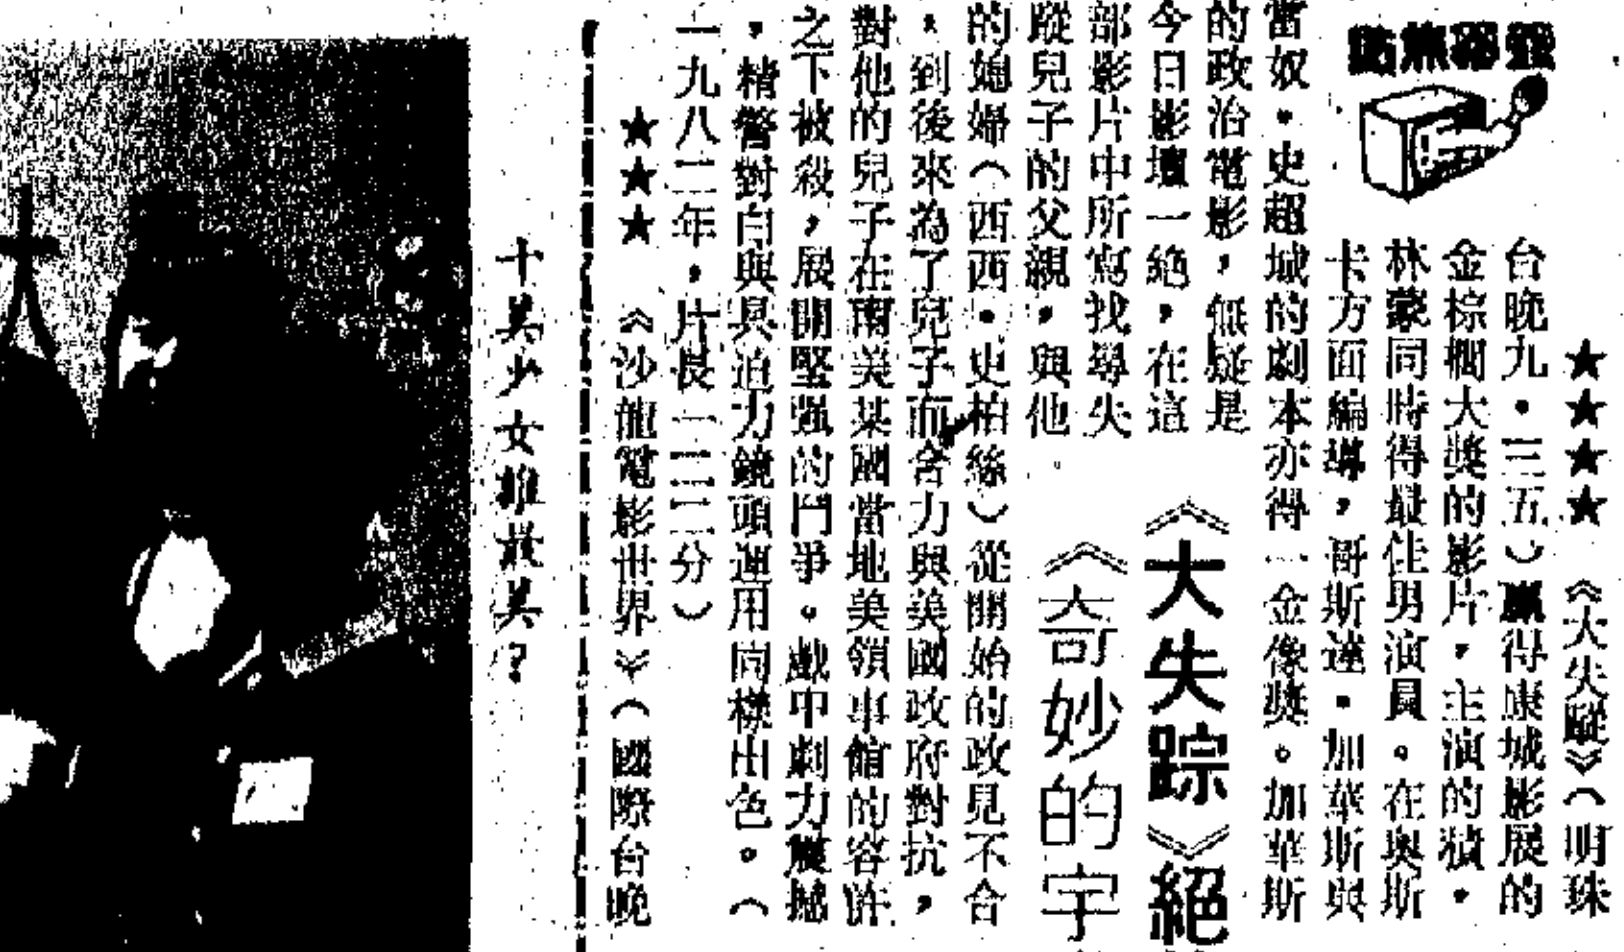 螢幕焦點
★★★★《大失蹤》（明珠
台晚九・三五）贏得康城影展的
金棕櫚大獎的影片，主演的積・
林蒙同時得最佳男演員。在奧斯
卡方面編導，哥斯達・加華斯與
當奴・史超域的劇本亦得一金像獎。加華斯
的政治電影，無疑是
今日影壇一絕，在這
部影片中所寫找尋失
蹤兒子的父親，與他
的媳婦（西西・史柏絲）從開始的政見不合
，到後來為了兒子而合力與美國政府對抗，
對他的兒子在南美某國當地美領事館的容許
之下被殺，展開堅強的鬥爭。戲中劇力震撼
，精警對白與具迫力鏡頭運用同樣出色。（
一九八二年，片長一二二分）
《大失踪》絕
《奇妙的宇
★★★《沙龍電影世界》（國際台晚
十美少女誰最美？